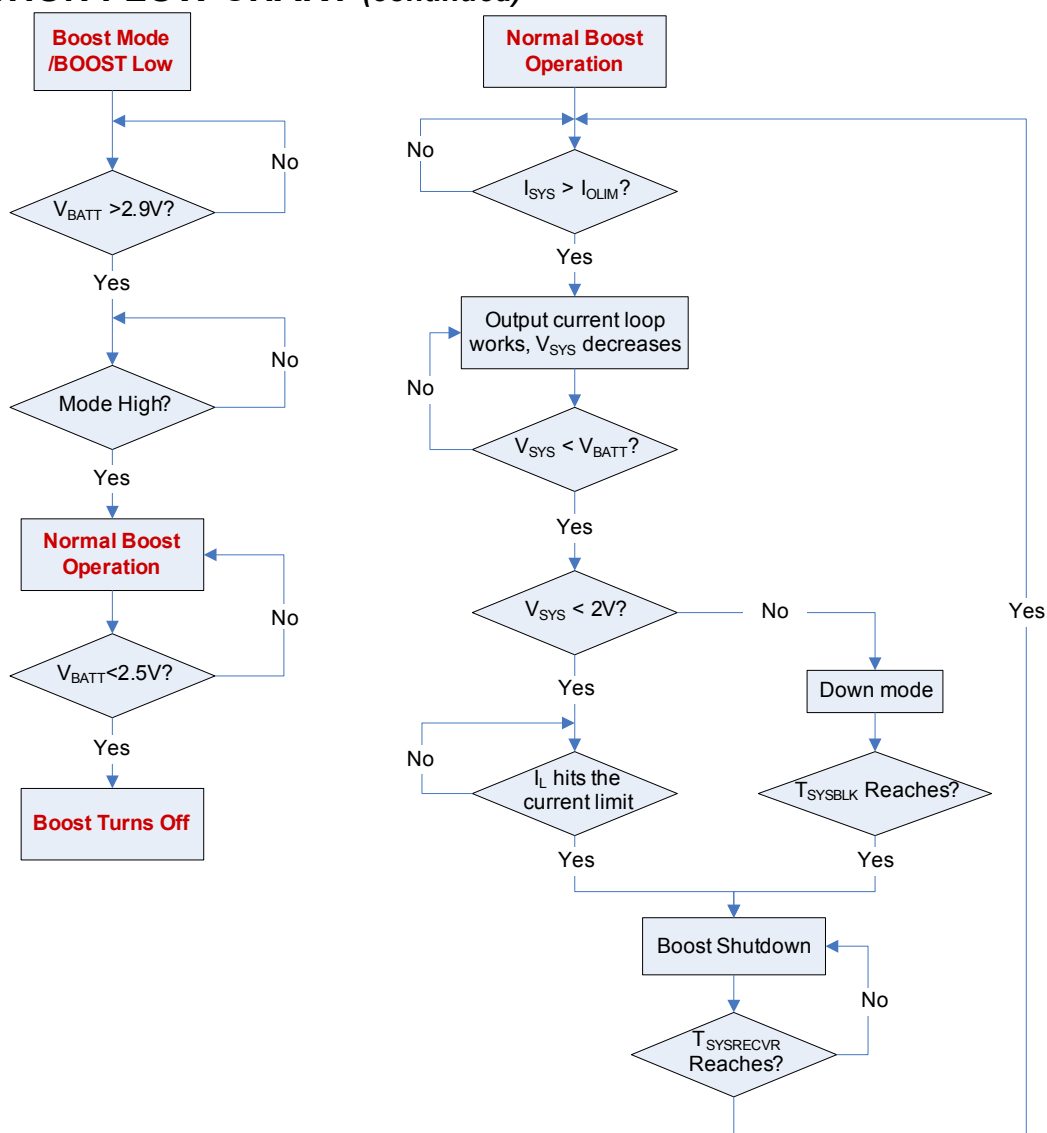 (continued)
Boost Mode
/BOOST Low
No
V_BATT >2.9V?
Yes
No
Mode High?
Yes
Normal Boost
Operation
No
V_BATT<2.5V?
Yes
Boost Turns Off
Normal Boost
Operation
No
I_SYS > I_OLIM?
Yes
Output current loop
works, V_SYS decreases
No
V_SYS < V_BATT?
Yes
V_SYS < 2V?
No
Yes
Yes
Down mode
No
I_L hits the
current limit
T_SYSBLK Reaches?
Yes
Yes
Boost Shutdown
No
T_SYSRECVR
Reaches?